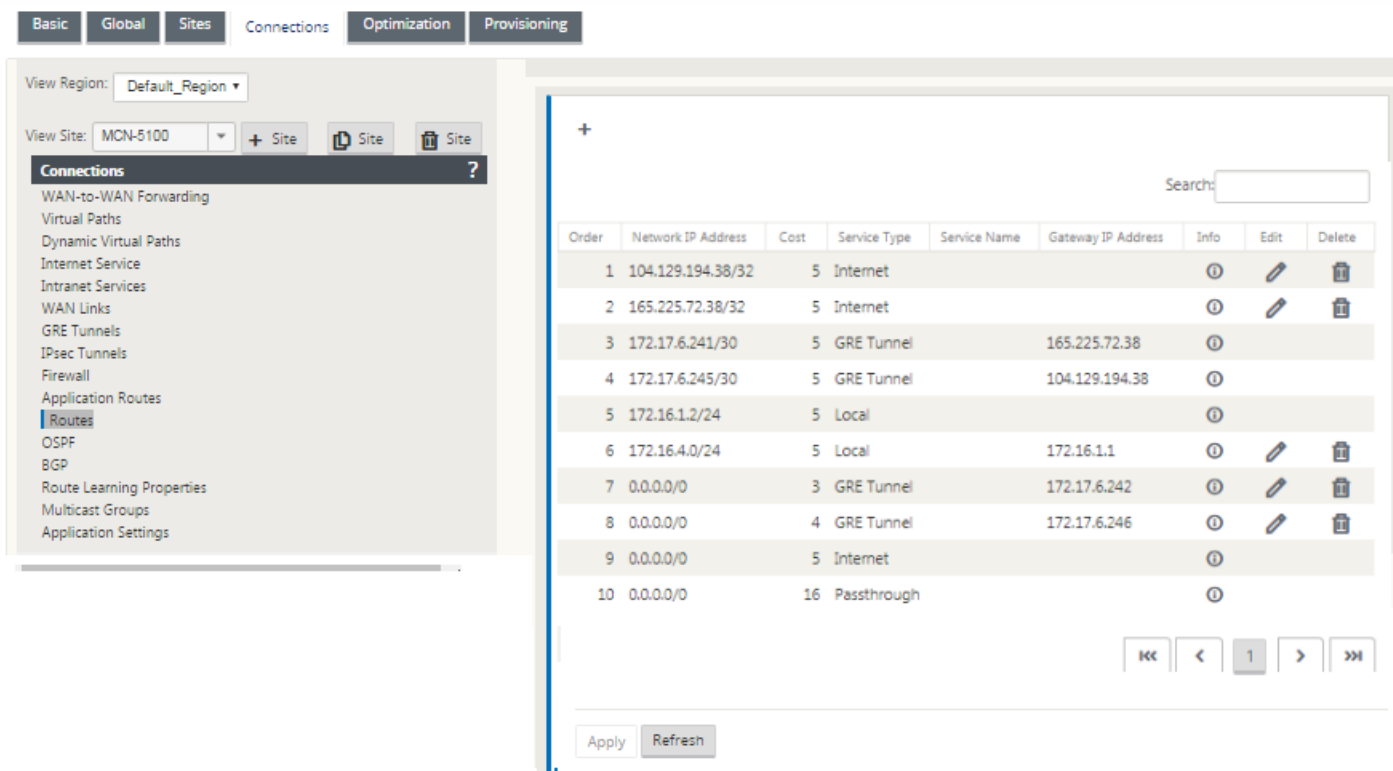 Basic Global Sites Connections Optimization Provisioning
View Region: Default_Region
View Site: MCN-5100 + Site Site Site
Connections ?
WAN-to-WAN Forwarding
Virtual Paths
Dynamic Virtual Paths
Internet Service
Intranet Services
WAN Links
GRE Tunnels
IPsec Tunnels
Firewall
Application Routes
Routes
OSPF
BGP
Route Learning Properties
Multicast Groups
Application Settings
+
Search:
Order Network IP Address Cost Service Type Service Name Gateway IP Address Info Edit Delete
1 104.129.194.38/32 5 Internet
2 165.225.72.38/32 5 Internet
3 172.17.6.241/30 5 GRE Tunnel 165.225.72.38
4 172.17.6.245/30 5 GRE Tunnel 104.129.194.38
5 172.16.1.2/24 5 Local
6 172.16.4.0/24 5 Local 172.16.1.1
7 0.0.0.0/0 3 GRE Tunnel 172.17.6.242
8 0.0.0.0/0 4 GRE Tunnel 172.17.6.246
9 0.0.0.0/0 5 Internet
10 0.0.0.0/0 16 Passthrough
1
Apply Refresh